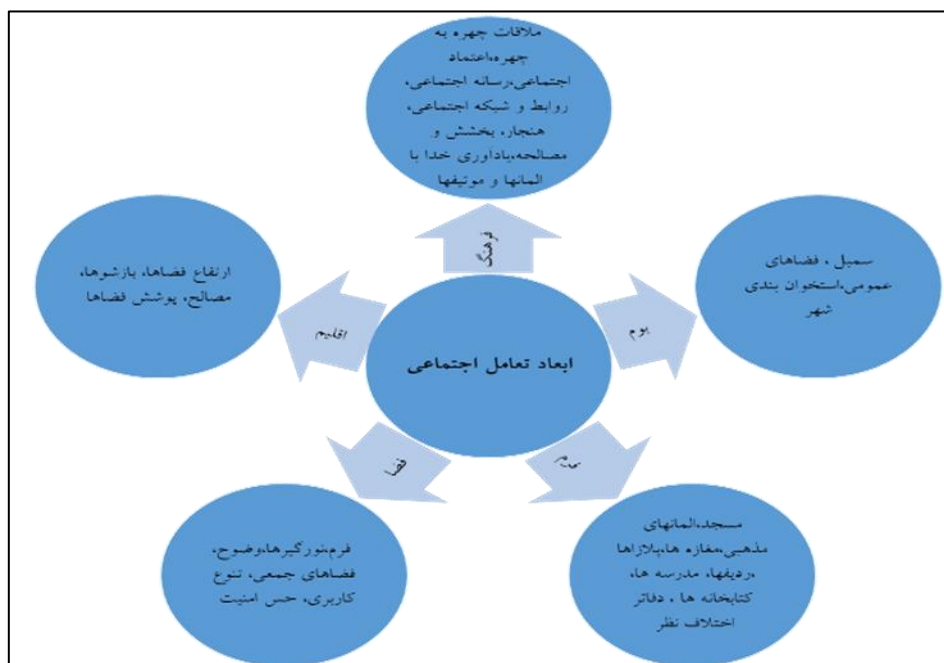 ملاقات چهره به
چهره،اعتماد
اجتماعی،رسانه اجتماعی،
روابط و شبکه اجتماعی،
هنجار، بخشش و
مصالحه،یادآوری خدا با
المانها و موتیفها
فرهنگ
سمبل ، فضاهای
عمومی،استخوان بندی
شهر
بوم
ارتفاع فضاها، بازشوها،
مصالح، پوشش فضاها
اقلیم
ابعاد تعامل اجتماعی
فضا
فرم،نورگیرها،وضوح،
فضاهای جمعی، تنوع
کاربری، حس امنیت
مسجد،المانهای
مذهبی،مغازه ها،پلازاها
،ردیفها، مدرسه ها،
کتابخانه ها ، دفاتر
اختلاف نظر